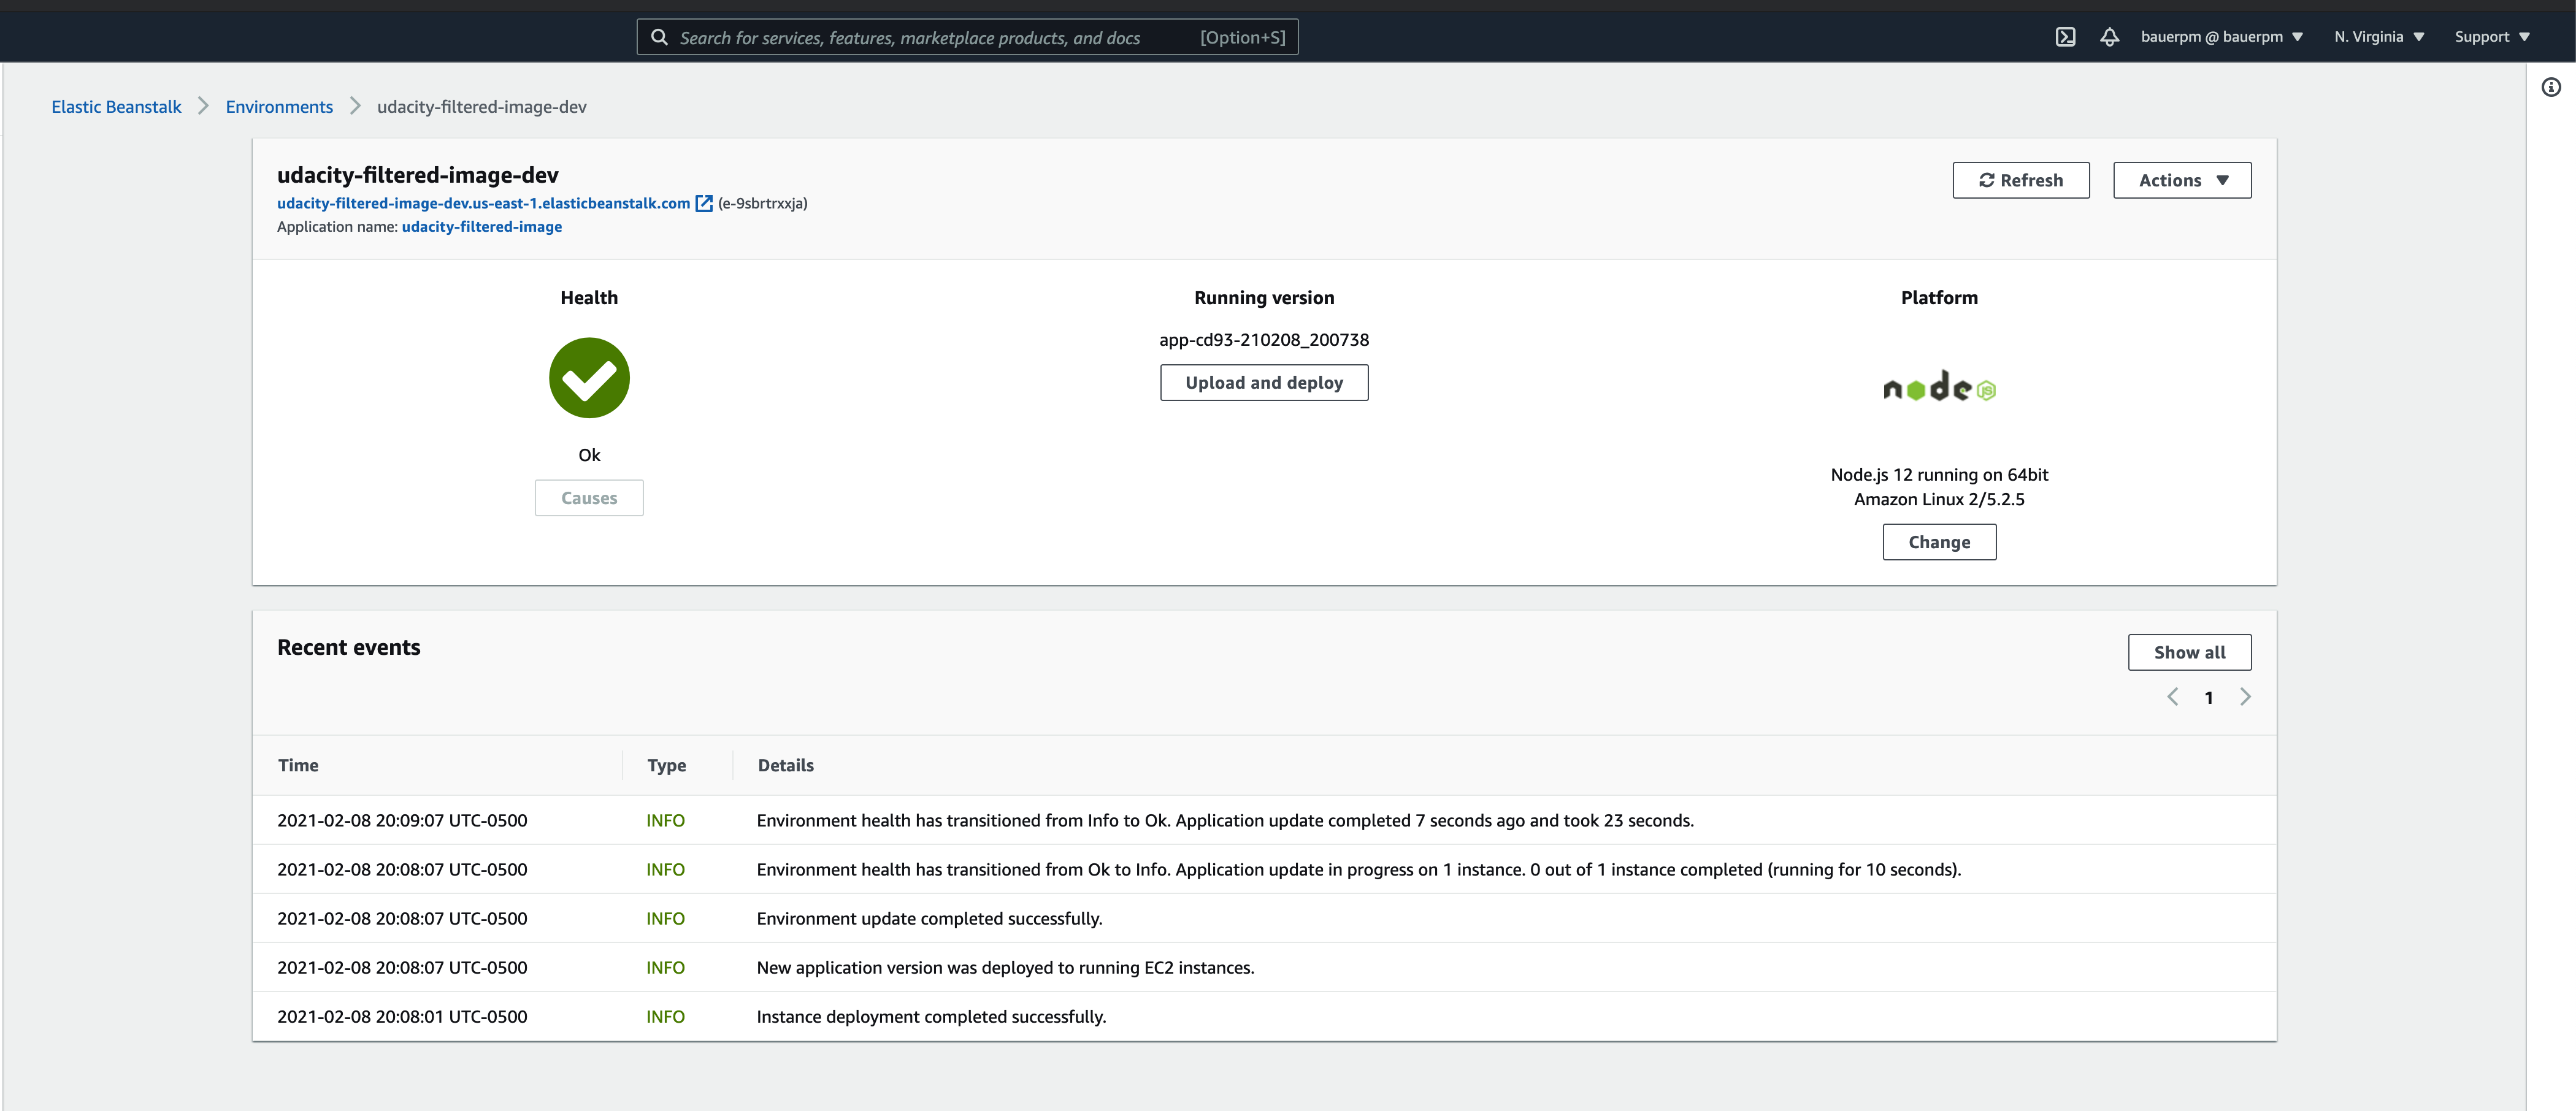 Search for services, features, marketplace products, and docs [Option+S] bauerpm @ bauerpm N. Virginia Support
Elastic Beanstalk Environments udacity-filtered-image-dev
udacity-filtered-image-dev
Refresh Actions
udacity-filtered-image-dev.us-east-1.elasticbeanstalk.com (e-9sbrtrxxja)
Application name: udacity-filtered-image
Health
Ok
Causes
Running version
app-cd93-210208_200738
Upload and deploy
Platform
node JS
Node.js 12 running on 64bit
Amazon Linux 2/5.2.5
Change
Recent events
Show all
1
Time Type Details
2021-02-08 20:09:07 UTC-0500 INFO Environment health has transitioned from Info to Ok. Application update completed 7 seconds ago and took 23 seconds.
2021-02-08 20:08:07 UTC-0500 INFO Environment health has transitioned from Ok to Info. Application update in progress on 1 instance. 0 out of 1 instance completed (running for 10 seconds).
2021-02-08 20:08:07 UTC-0500 INFO Environment update completed successfully.
2021-02-08 20:08:07 UTC-0500 INFO New application version was deployed to running EC2 instances.
2021-02-08 20:08:01 UTC-0500 INFO Instance deployment completed successfully.